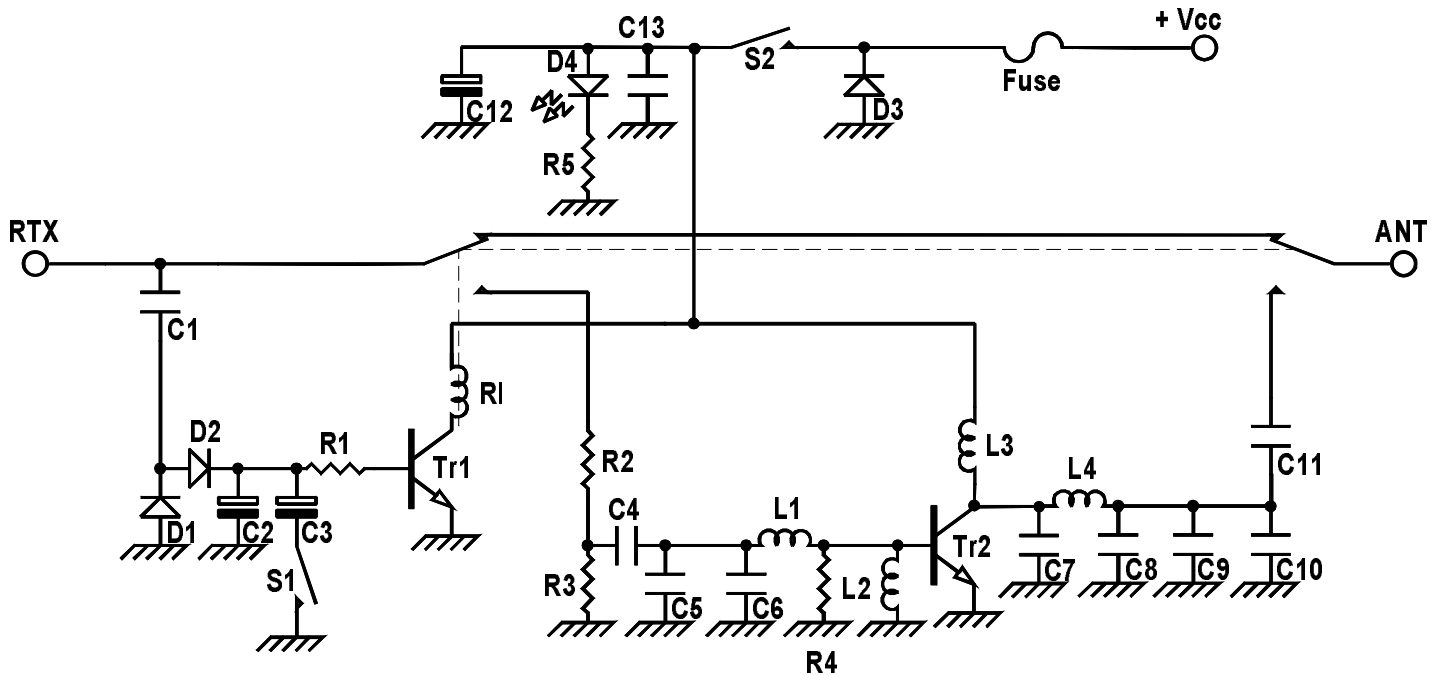 + Vcc
C13
D4
S2
Fuse
C12
D3
R5
RTX
ANT
C1
Rl
D2
R1
Tr1
R2
L3
L4
C11
D1
C2
C3
C4
L1
Tr2
C7
C8
C9
C10
S1
R3
C5
C6
L2
R4